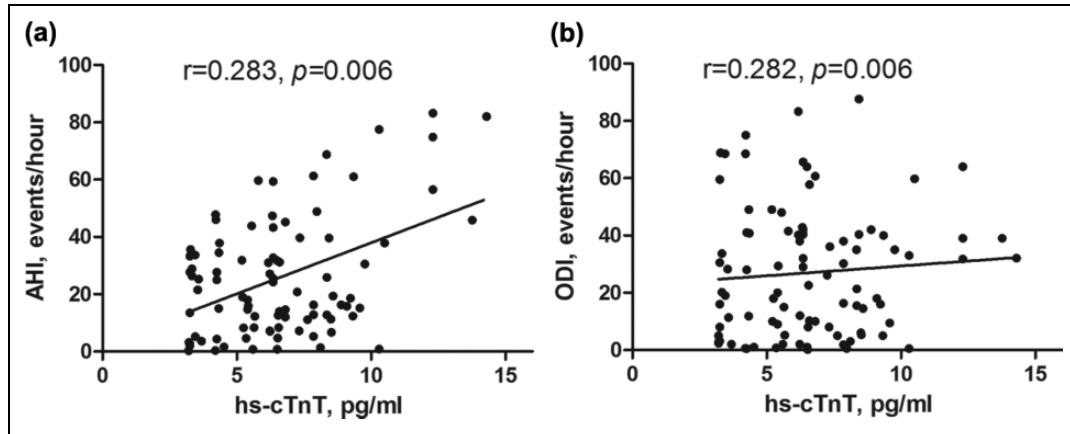 (a)
r=0.283, p=0.006
100
80
60
40
20
0
AHI, events/hour
0
5
10
15
hs-cTnT, pg/ml
(b)
r=0.282, p=0.006
100
80
60
40
20
0
ODI, events/hour
0
5
10
15
hs-cTnT, pg/ml